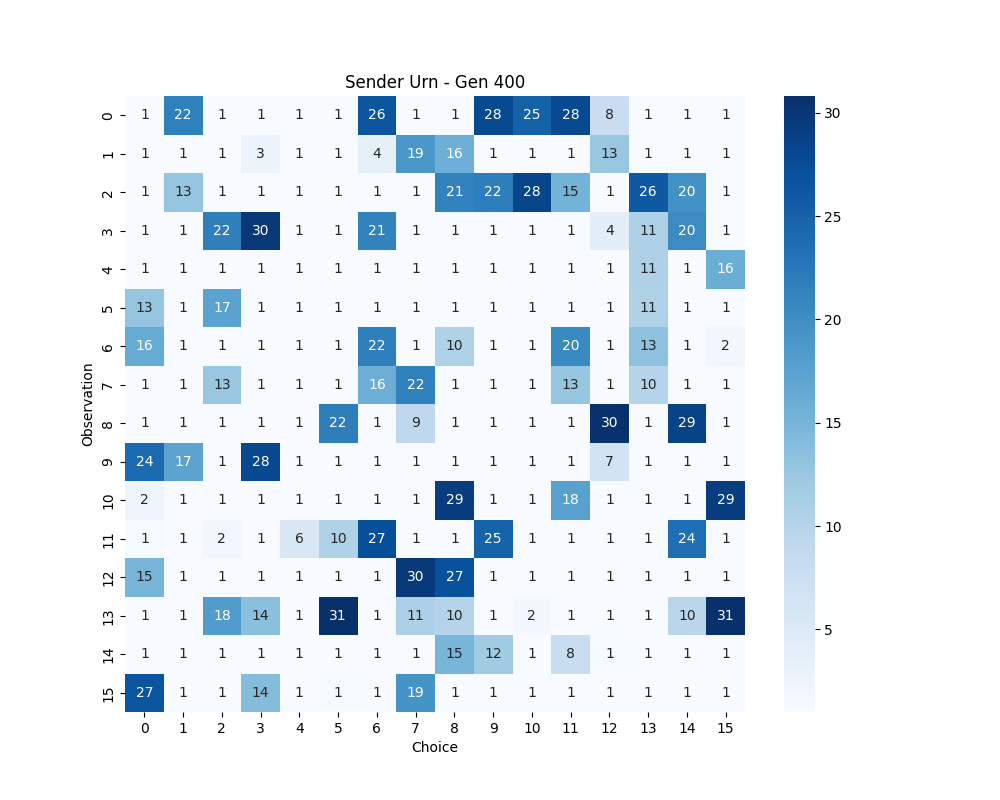 Sender Urn - Gen 400
0 1 22 1 1 1 1 26 1 1 28 25 28 8 1 1 1
1 1 1 1 3 1 1 4 19 16 1 1 1 13 1 1 1
2 1 13 1 1 1 1 1 1 21 22 28 15 1 26 20 1
3 1 1 22 30 1 1 21 1 1 1 1 1 4 11 20 1
4 1 1 1 1 1 1 1 1 1 1 1 1 1 11 1 16
5 13 1 17 1 1 1 1 1 1 1 1 1 1 11 1 1
6 16 1 1 1 1 1 22 1 10 1 1 20 1 13 1 2
7 1 1 13 1 1 1 16 22 1 1 1 13 1 10 1 1
8 1 1 1 1 1 22 1 9 1 1 1 1 30 1 29 1
9 24 17 1 28 1 1 1 1 1 1 1 1 7 1 1 1
10 2 1 1 1 1 1 1 1 29 1 1 18 1 1 1 29
11 1 1 2 1 6 10 27 1 1 25 1 1 1 1 24 1
12 15 1 1 1 1 1 1 30 27 1 1 1 1 1 1 1
13 1 1 18 14 1 31 1 11 10 1 2 1 1 1 10 31
14 1 1 1 1 1 1 1 1 15 12 1 8 1 1 1 1
15 27 1 1 14 1 1 1 19 1 1 1 1 1 1 1 1
0 1 2 3 4 5 6 7 8 9 10 11 12 13 14 15
Choice
Observation
30
25
20
15
10
5